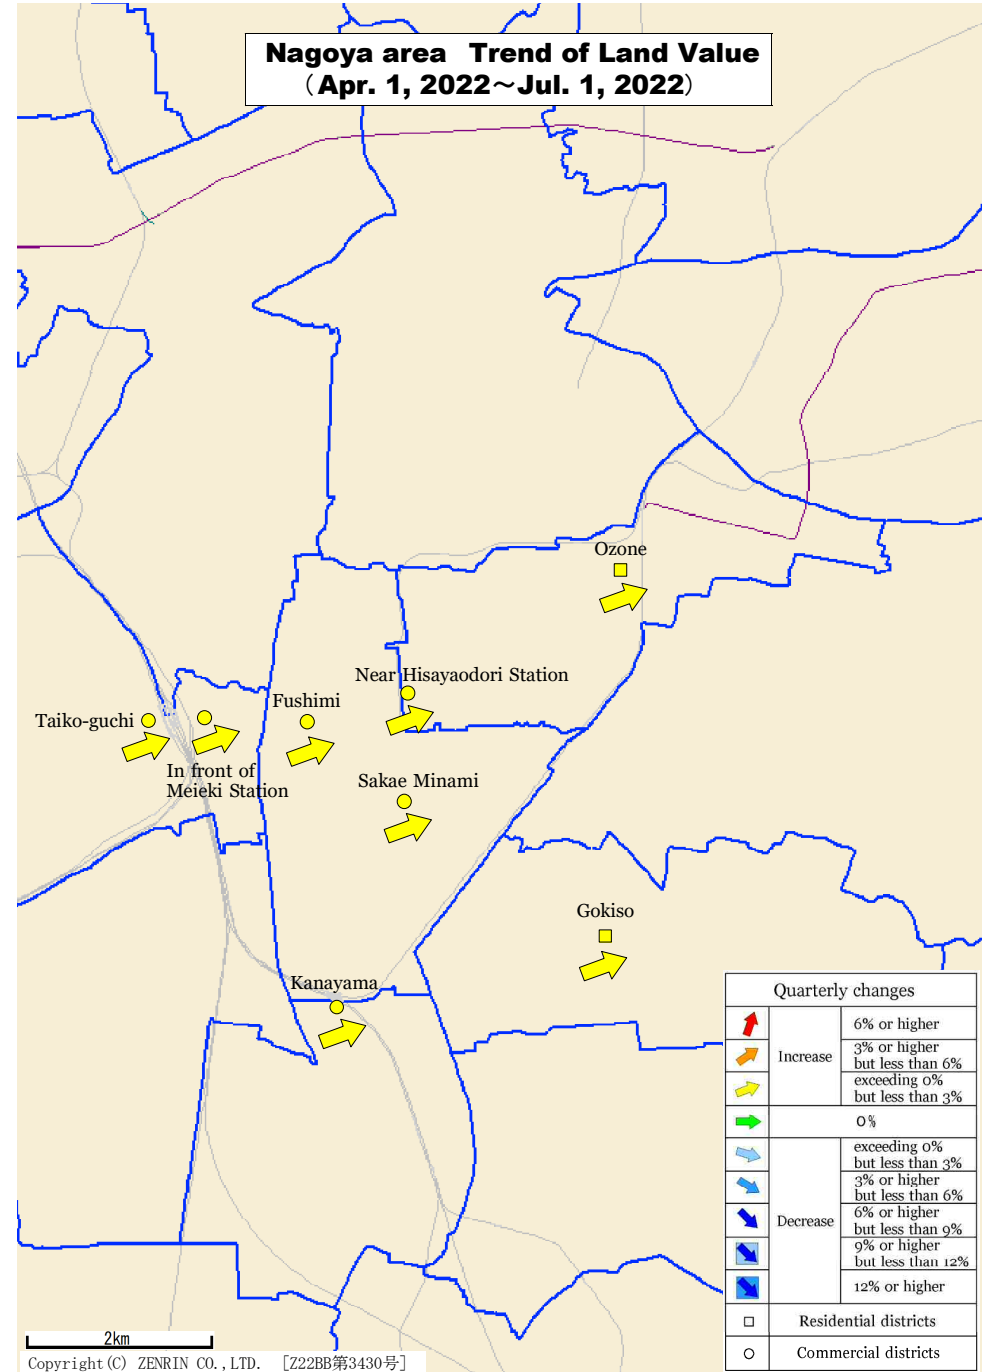 Nagoya area Trend of Land Value
（Apr. 1, 2022～Jul. 1, 2022）
Ozone
Near Hisayaodori Station
Fushimi
Taiko-guchi
In front of
Meieki Station
Sakae Minami
Gokiso
Kanayama
Quarterly changes
Increase
6% or higher
3% or higher
but less than 6%
exceeding 0%
but less than 3%
0%
Decrease
exceeding 0%
but less than 3%
3% or higher
but less than 6%
6% or higher
but less than 9%
9% or higher
but less than 12%
12% or higher
Residential districts
Commercial districts
2km
Copyright(C) ZENRIN CO.,LTD. [Z22BB第3430号]